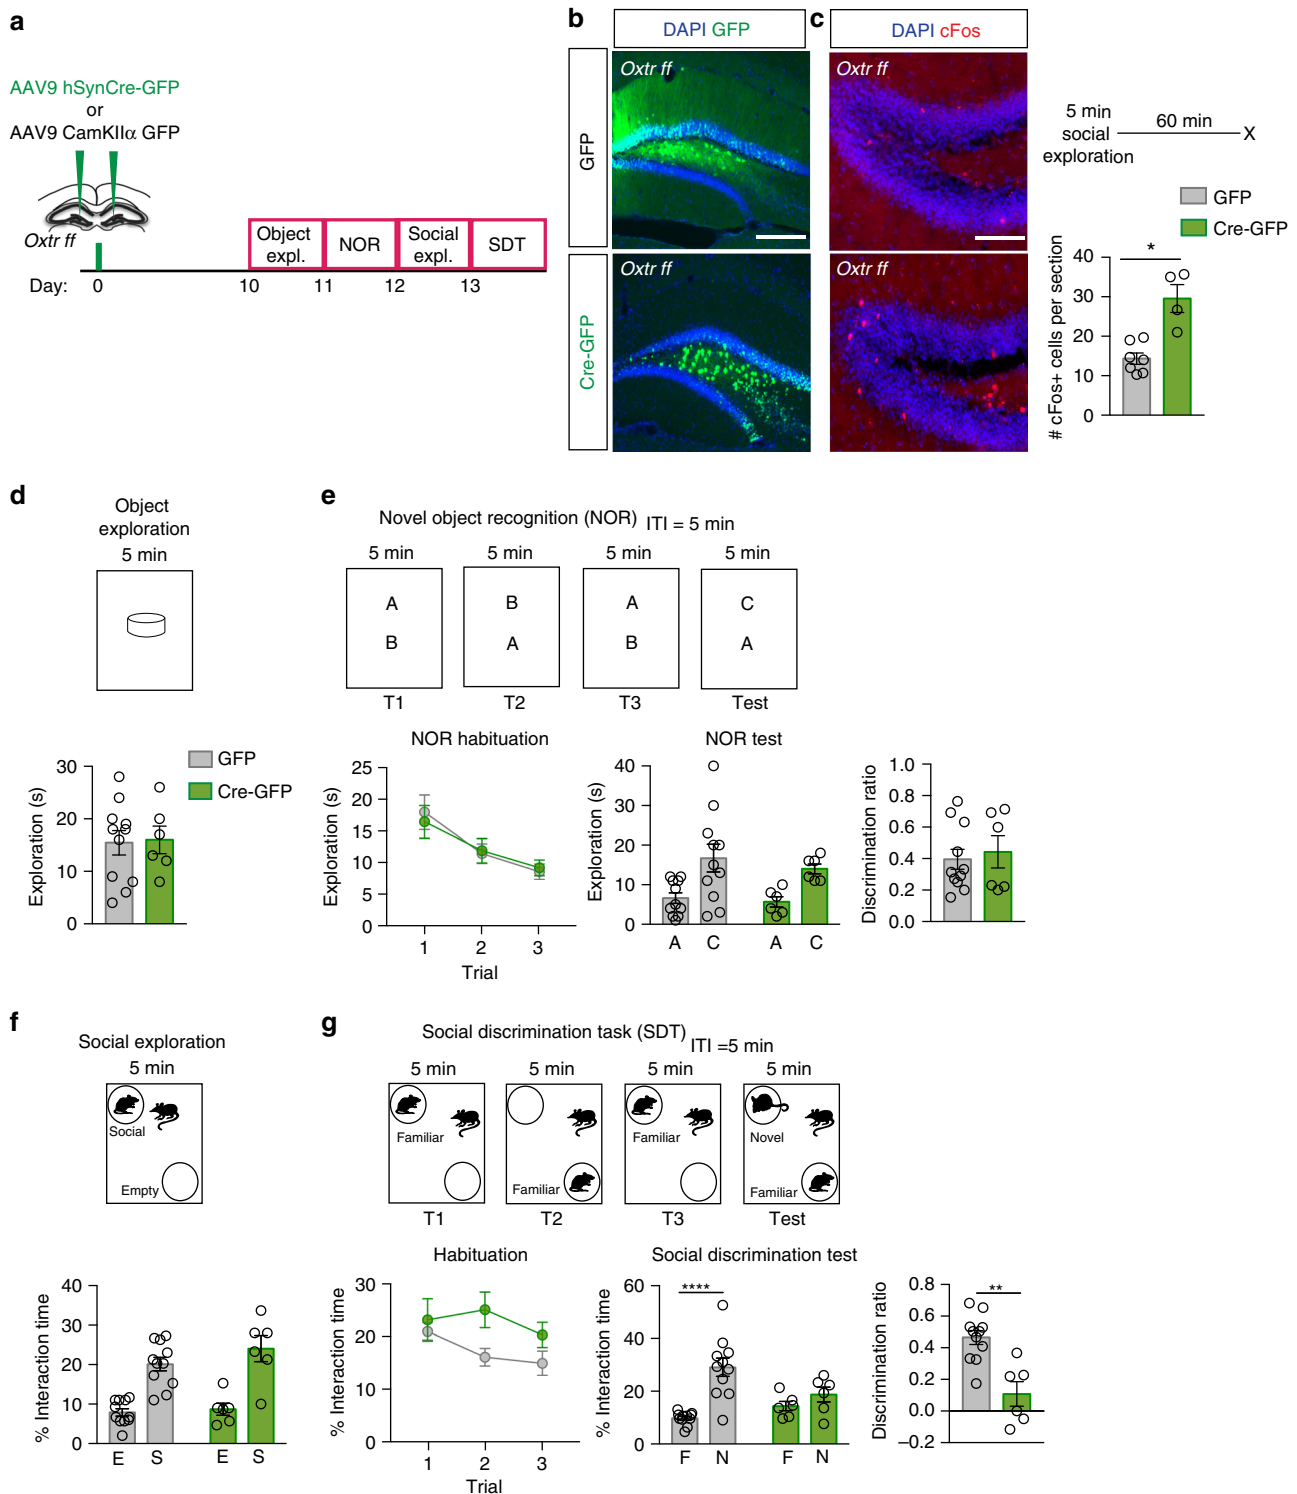 a
AAV9 hSynCre-GFP
or
AAV9 CamKIIα GFP
Oxtr ff
Object expl.
NOR
Social expl.
SDT
Day: 0 10 11 12 13
b
DAPI GFP
GFP
Cre-GFP
Oxtr ff
Oxtr ff
c
DAPI cFos
Oxtr ff
Oxtr ff
5 min
social
exploration
60 min
X
GFP
Cre-GFP
*
# cFos+ cells per section
40
30
20
10
0
d
Object
exploration
5 min
GFP
Cre-GFP
Exploration (s)
30
20
10
0
e
Novel object recognition (NOR) ITI = 5 min
5 min 5 min 5 min 5 min
A B A C
B A B A
T1 T2 T3 Test
NOR habituation
Exploration (s)
25
20
15
10
5
0
1 2 3
Trial
NOR test
Exploration (s)
40
30
20
10
0
A C A C
Discrimination ratio
1.0
0.8
0.6
0.4
0.2
0.0
f
Social exploration
5 min
Social
Empty
% Interaction time
40
30
20
10
0
E S E S
g
Social discrimination task (SDT) ITI =5 min
5 min 5 min 5 min 5 min
Familiar Familiar Novel
Familiar Familiar
T1 T2 T3 Test
Habituation
% Interaction time
30
20
10
0
1 2 3
Trial
Social discrimination test
% Interaction time
60
40
20
0
****
F N F N
Discrimination ratio
0.8
0.6
0.4
0.2
0.0
–0.2
**